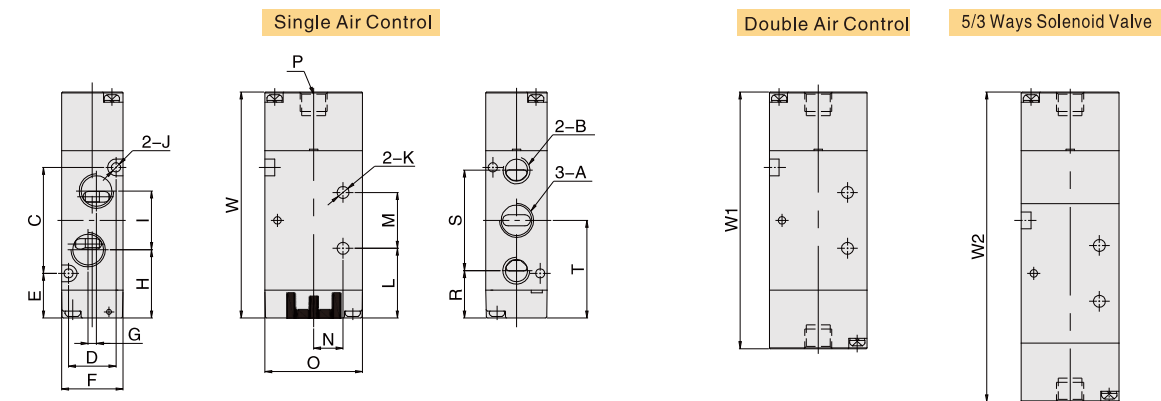 Single Air Control
Double Air Control
5/3 Ways Solenoid Valve
P
2-J
2-K
2-B
3-A
C
I
E
H
G
D
F
W
M
L
N
O
S
T
R
W1
W2